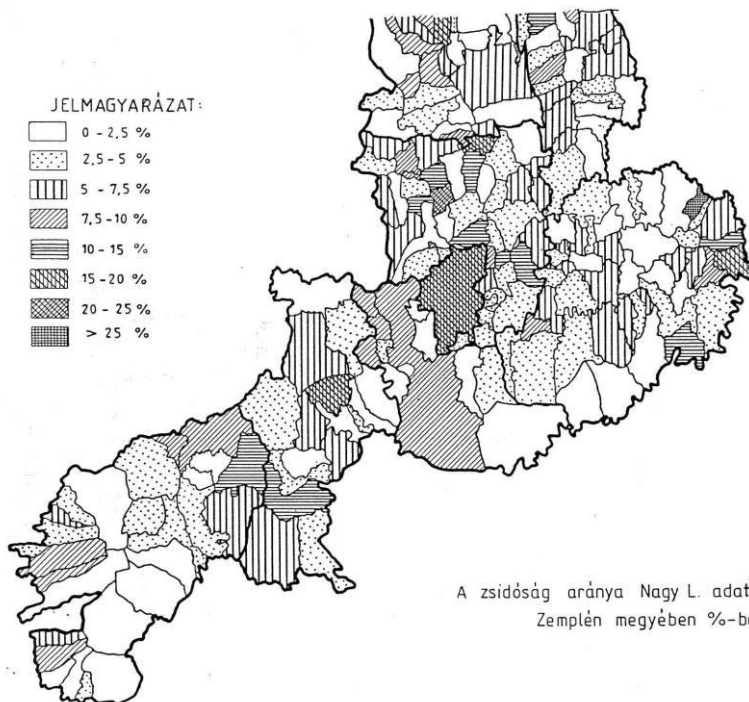 JELMAGYARÁZAT:
0 - 2,5 %
2,5 - 5 %
5 - 7,5 %
7,5 - 10 %
10 - 15 %
15 - 20 %
20 - 25 %
> 25 %
A zsidóság aránya Nagy L. adat
Zemplén megyében %-b